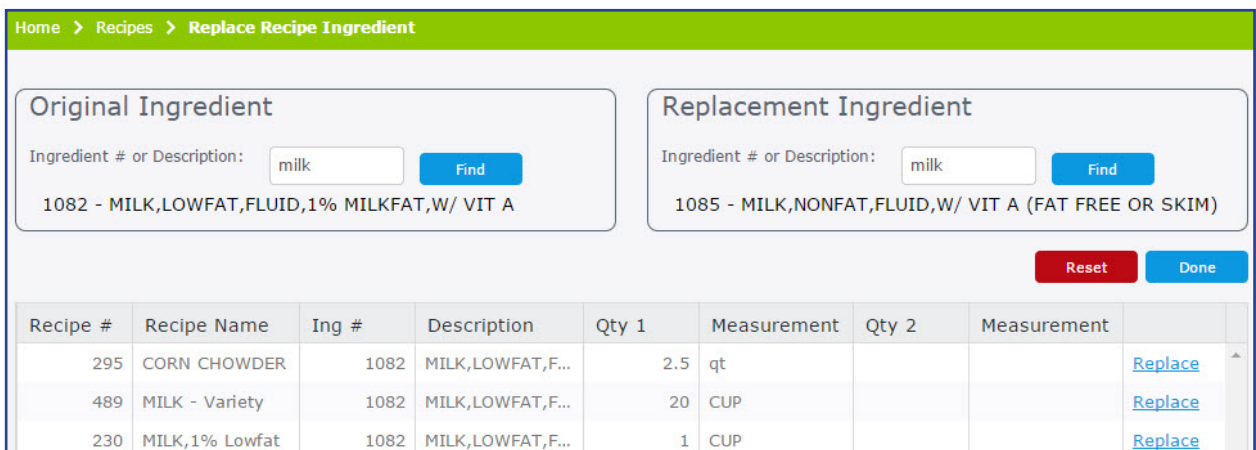 Home > Recipes > Replace Recipe Ingredient
Original Ingredient
Ingredient # or Description: milk Find
1082 - MILK,LOWFAT,FLUID,1% MILKFAT,W/ VIT A
Replacement Ingredient
Ingredient # or Description: milk Find
1085 - MILK,NONFAT,FLUID,W/ VIT A (FAT FREE OR SKIM)
Reset Done
Recipe # Recipe Name Ing # Description Qty 1 Measurement Qty 2 Measurement
295 CORN CHOWDER 1082 MILK,LOWFAT,F... 2.5 qt Replace
489 MILK - Variety 1082 MILK,LOWFAT,F... 20 CUP Replace
230 MILK,1% Lowfat 1082 MILK,LOWFAT,F... 1 CUP Replace